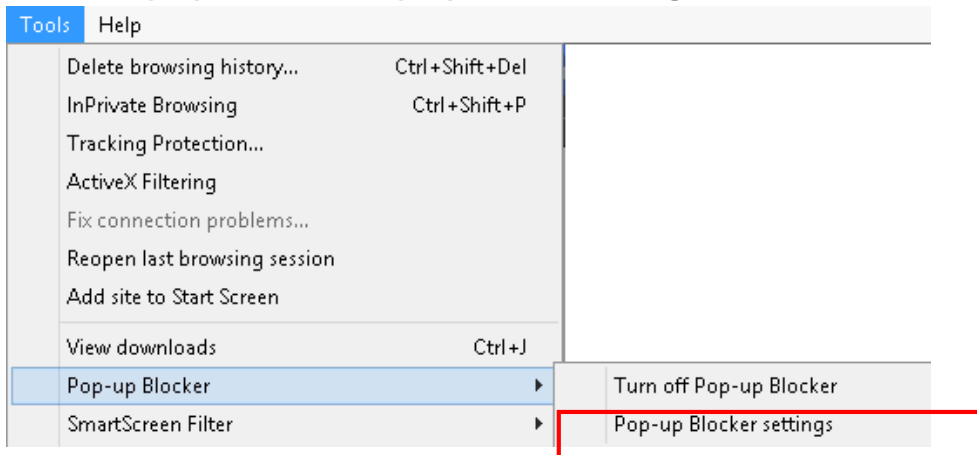 Tools Help
Delete browsing history... Ctrl+Shift+Del
InPrivate Browsing Ctrl+Shift+P
Tracking Protection...
ActiveX Filtering
Fix connection problems...
Reopen last browsing session
Add site to Start Screen
View downloads Ctrl+J
Pop-up Blocker
Turn off Pop-up Blocker
SmartScreen Filter
Pop-up Blocker settings